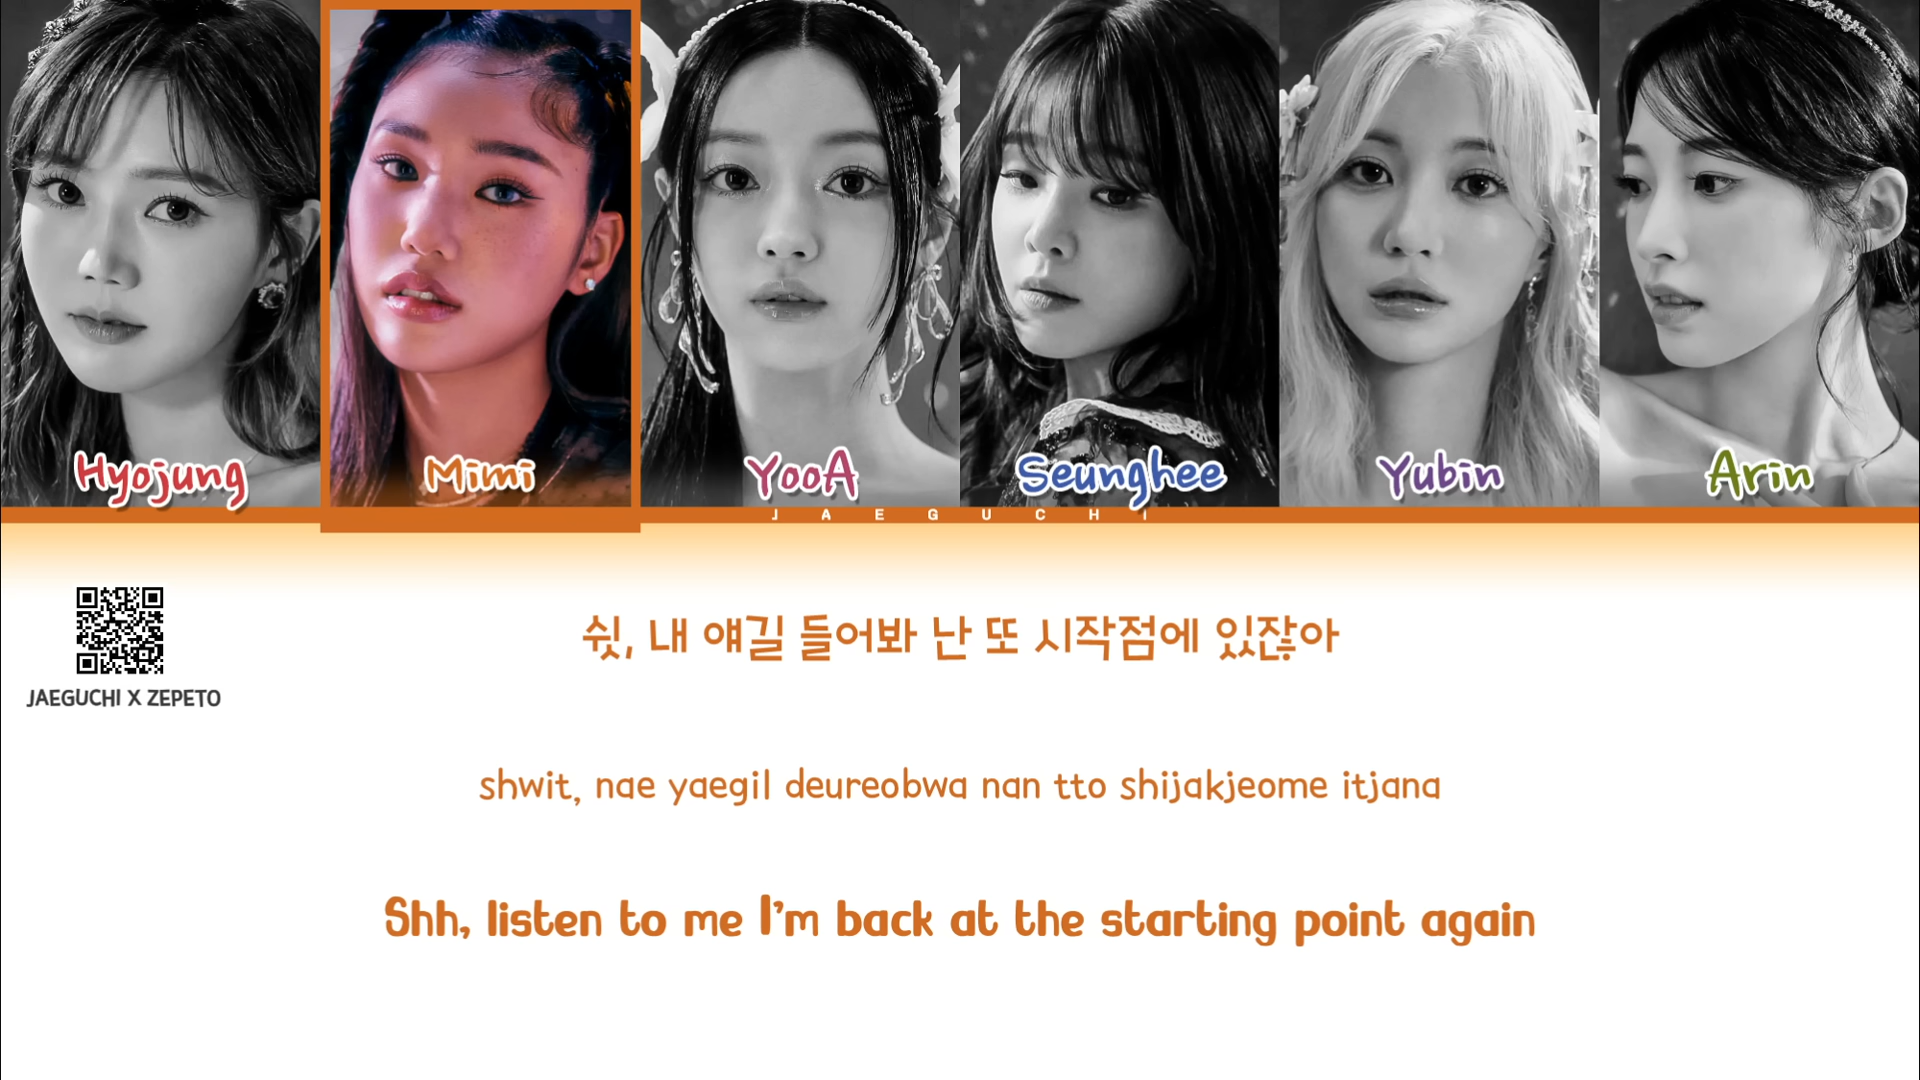 Hyojung
Mimi
YooA
Seunghee
Yubin
Arin
JAEGUCHI
JAEGUCHI X ZEPETO
쉿, 내 얘길 들어봐 난 또 시작점에 있잖아
shwit, nae yaegil deureobwa nan tto shijakjeome itjana
Shh, listen to me I'm back at the starting point again